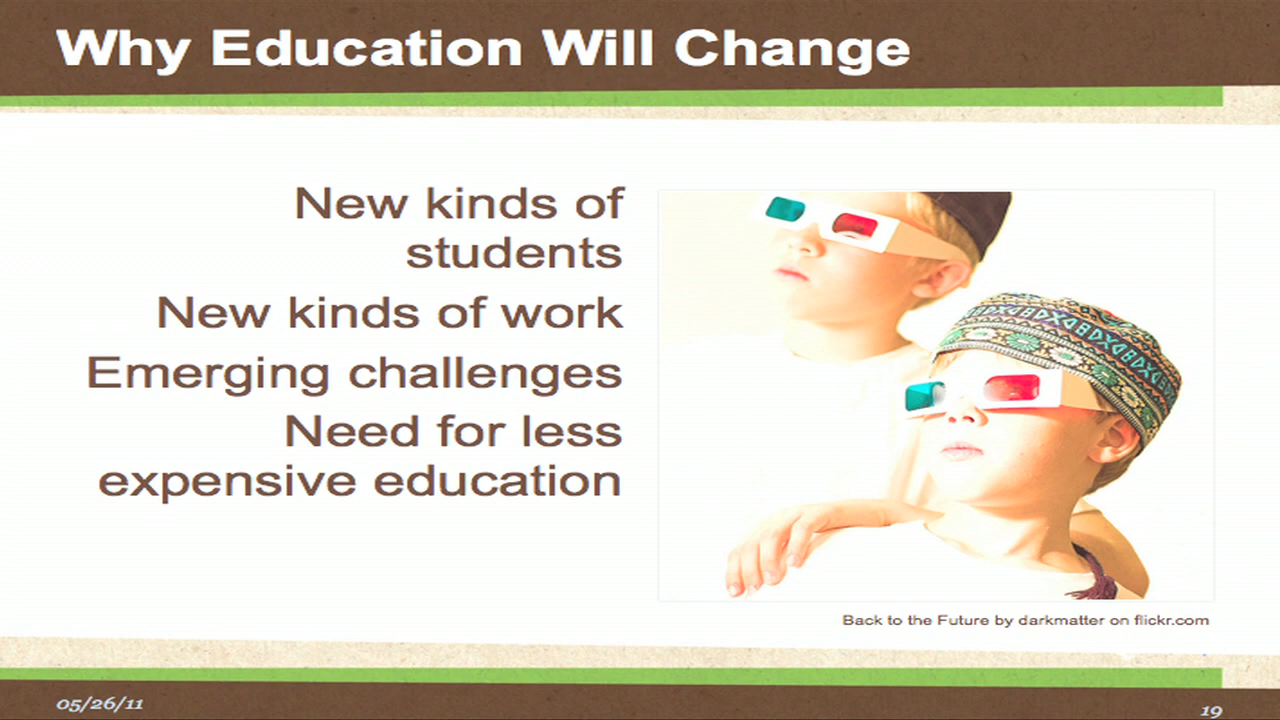 Why Education Will Change
New kinds of
students
New kinds of work
Emerging challenges
Need for less
expensive education
Back to the Future by darkmatter on flickr.com
05/26/11
19